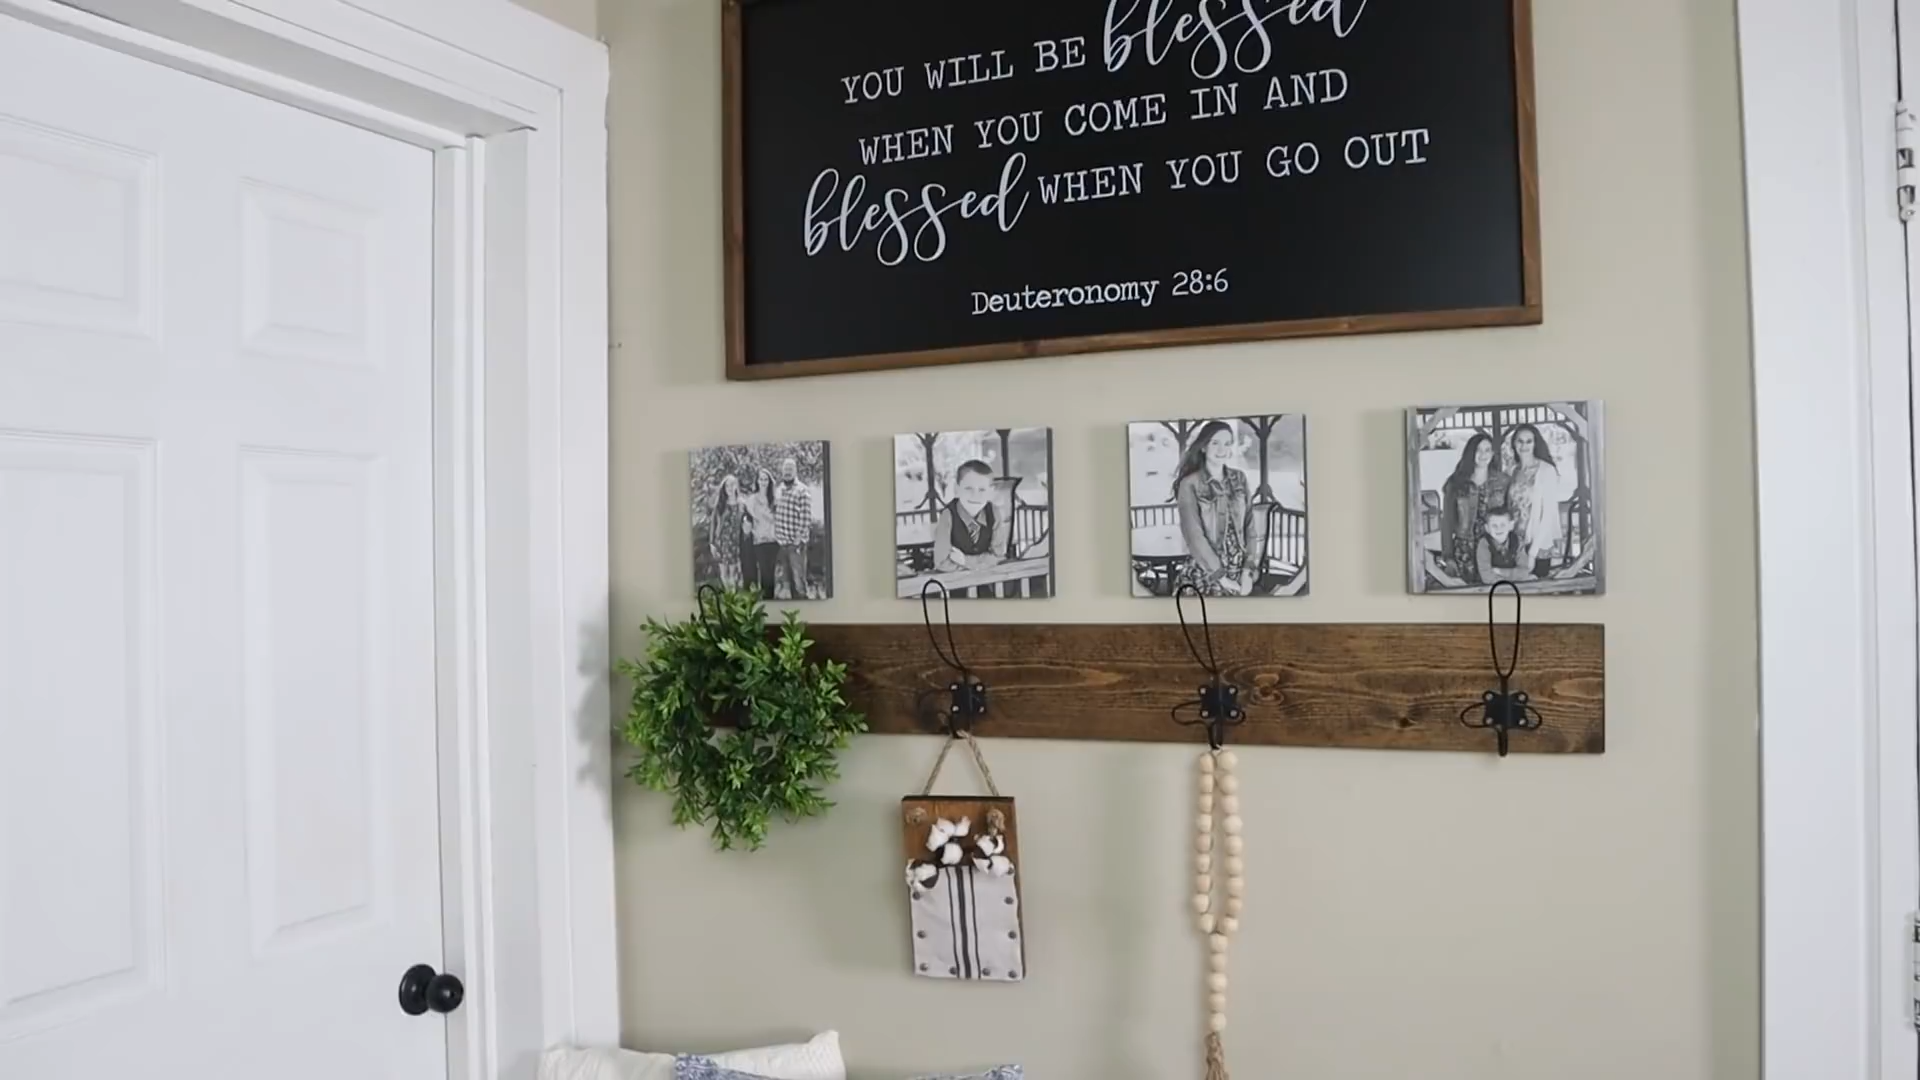 YOU WILL BE blessed
WHEN YOU COME IN AND
blessed WHEN YOU GO OUT
Deuteronomy 28:6